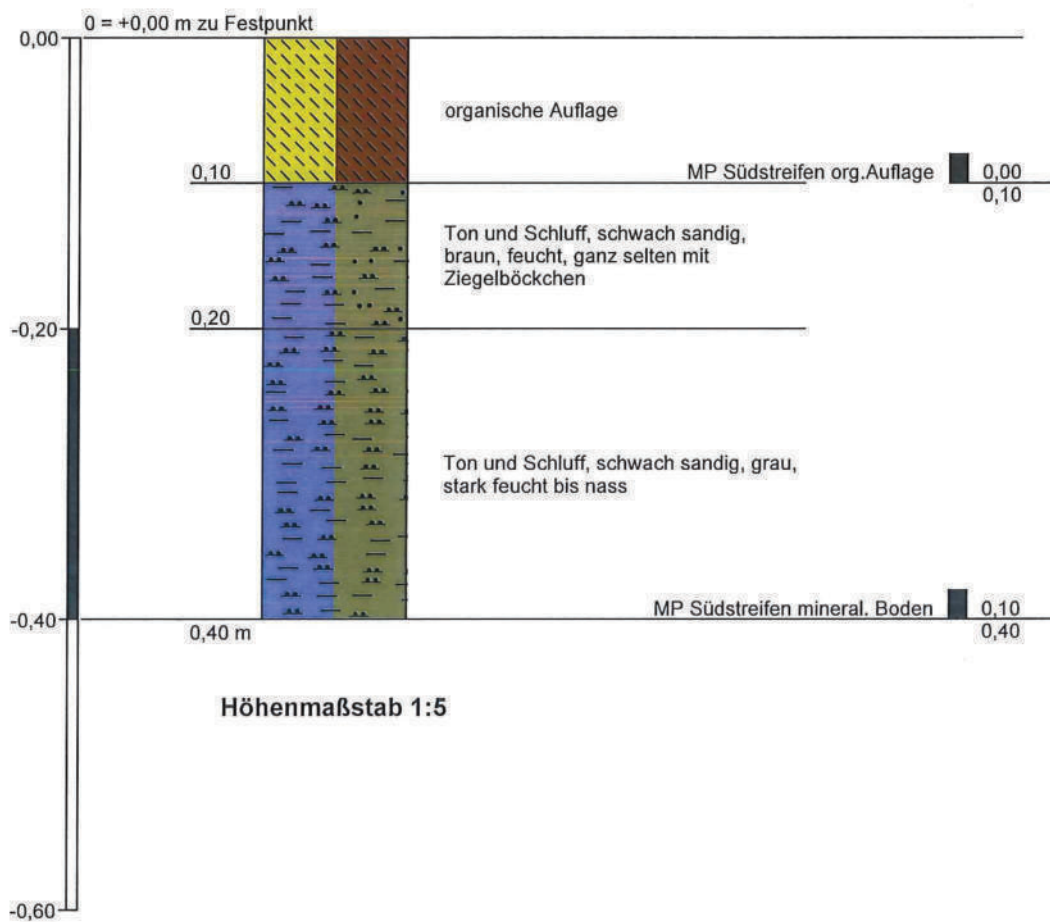 0 = +0,00 m zu Festpunkt
0,00
organische Auflage
0,10
MP Südstreifen org.Auflage
0,00
0,10
Ton und Schluff, schwach sandig,
braun, feucht, ganz selten mit
Ziegelböckchen
0,20
-0,20
Ton und Schluff, schwach sandig, grau,
stark feucht bis nass
MP Südstreifen mineral. Boden
0,10
0,40
-0,40
0,40 m
Höhenmaßstab 1:5
-0,60